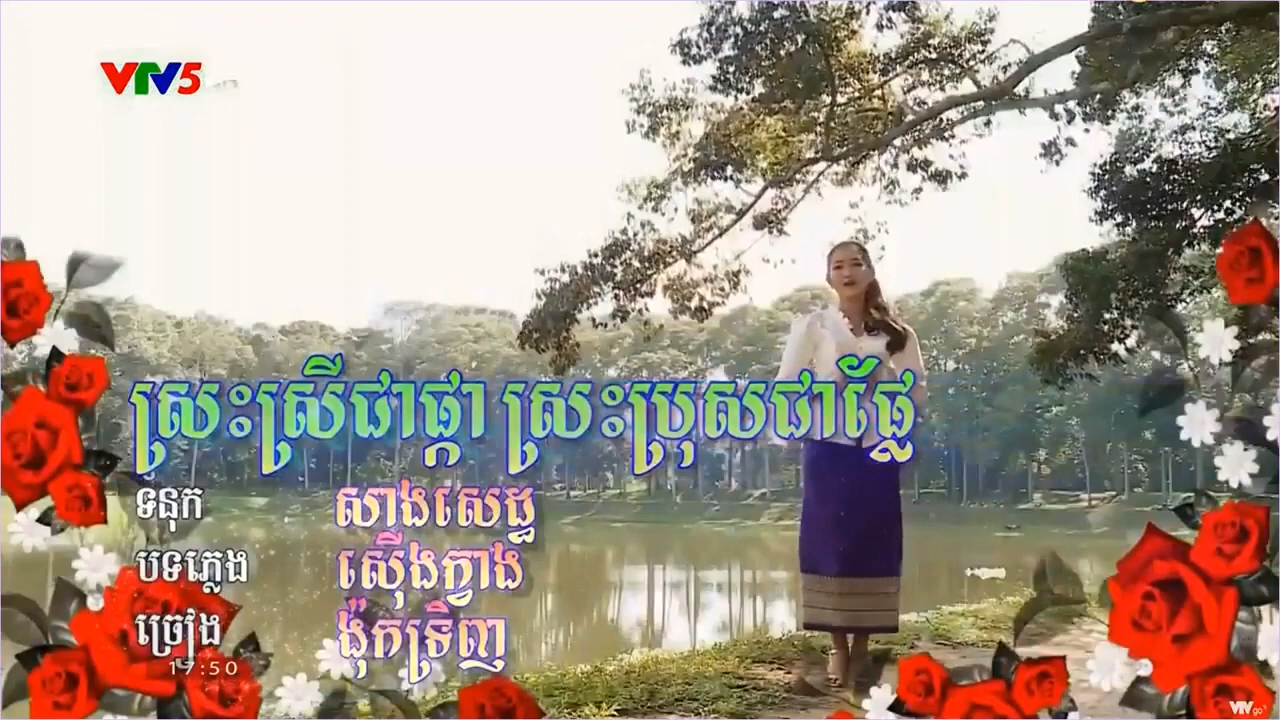 VTV5
ស្រះស្រីជាផ្កា ស្រះប្រុសជាផ្លែ
ទនុក សាងសេដ្ឋ
បទភ្លេង ស៊ើងក្វាង
ច្រៀង ង៉ុកទ្រិញ
17:50
VTV go